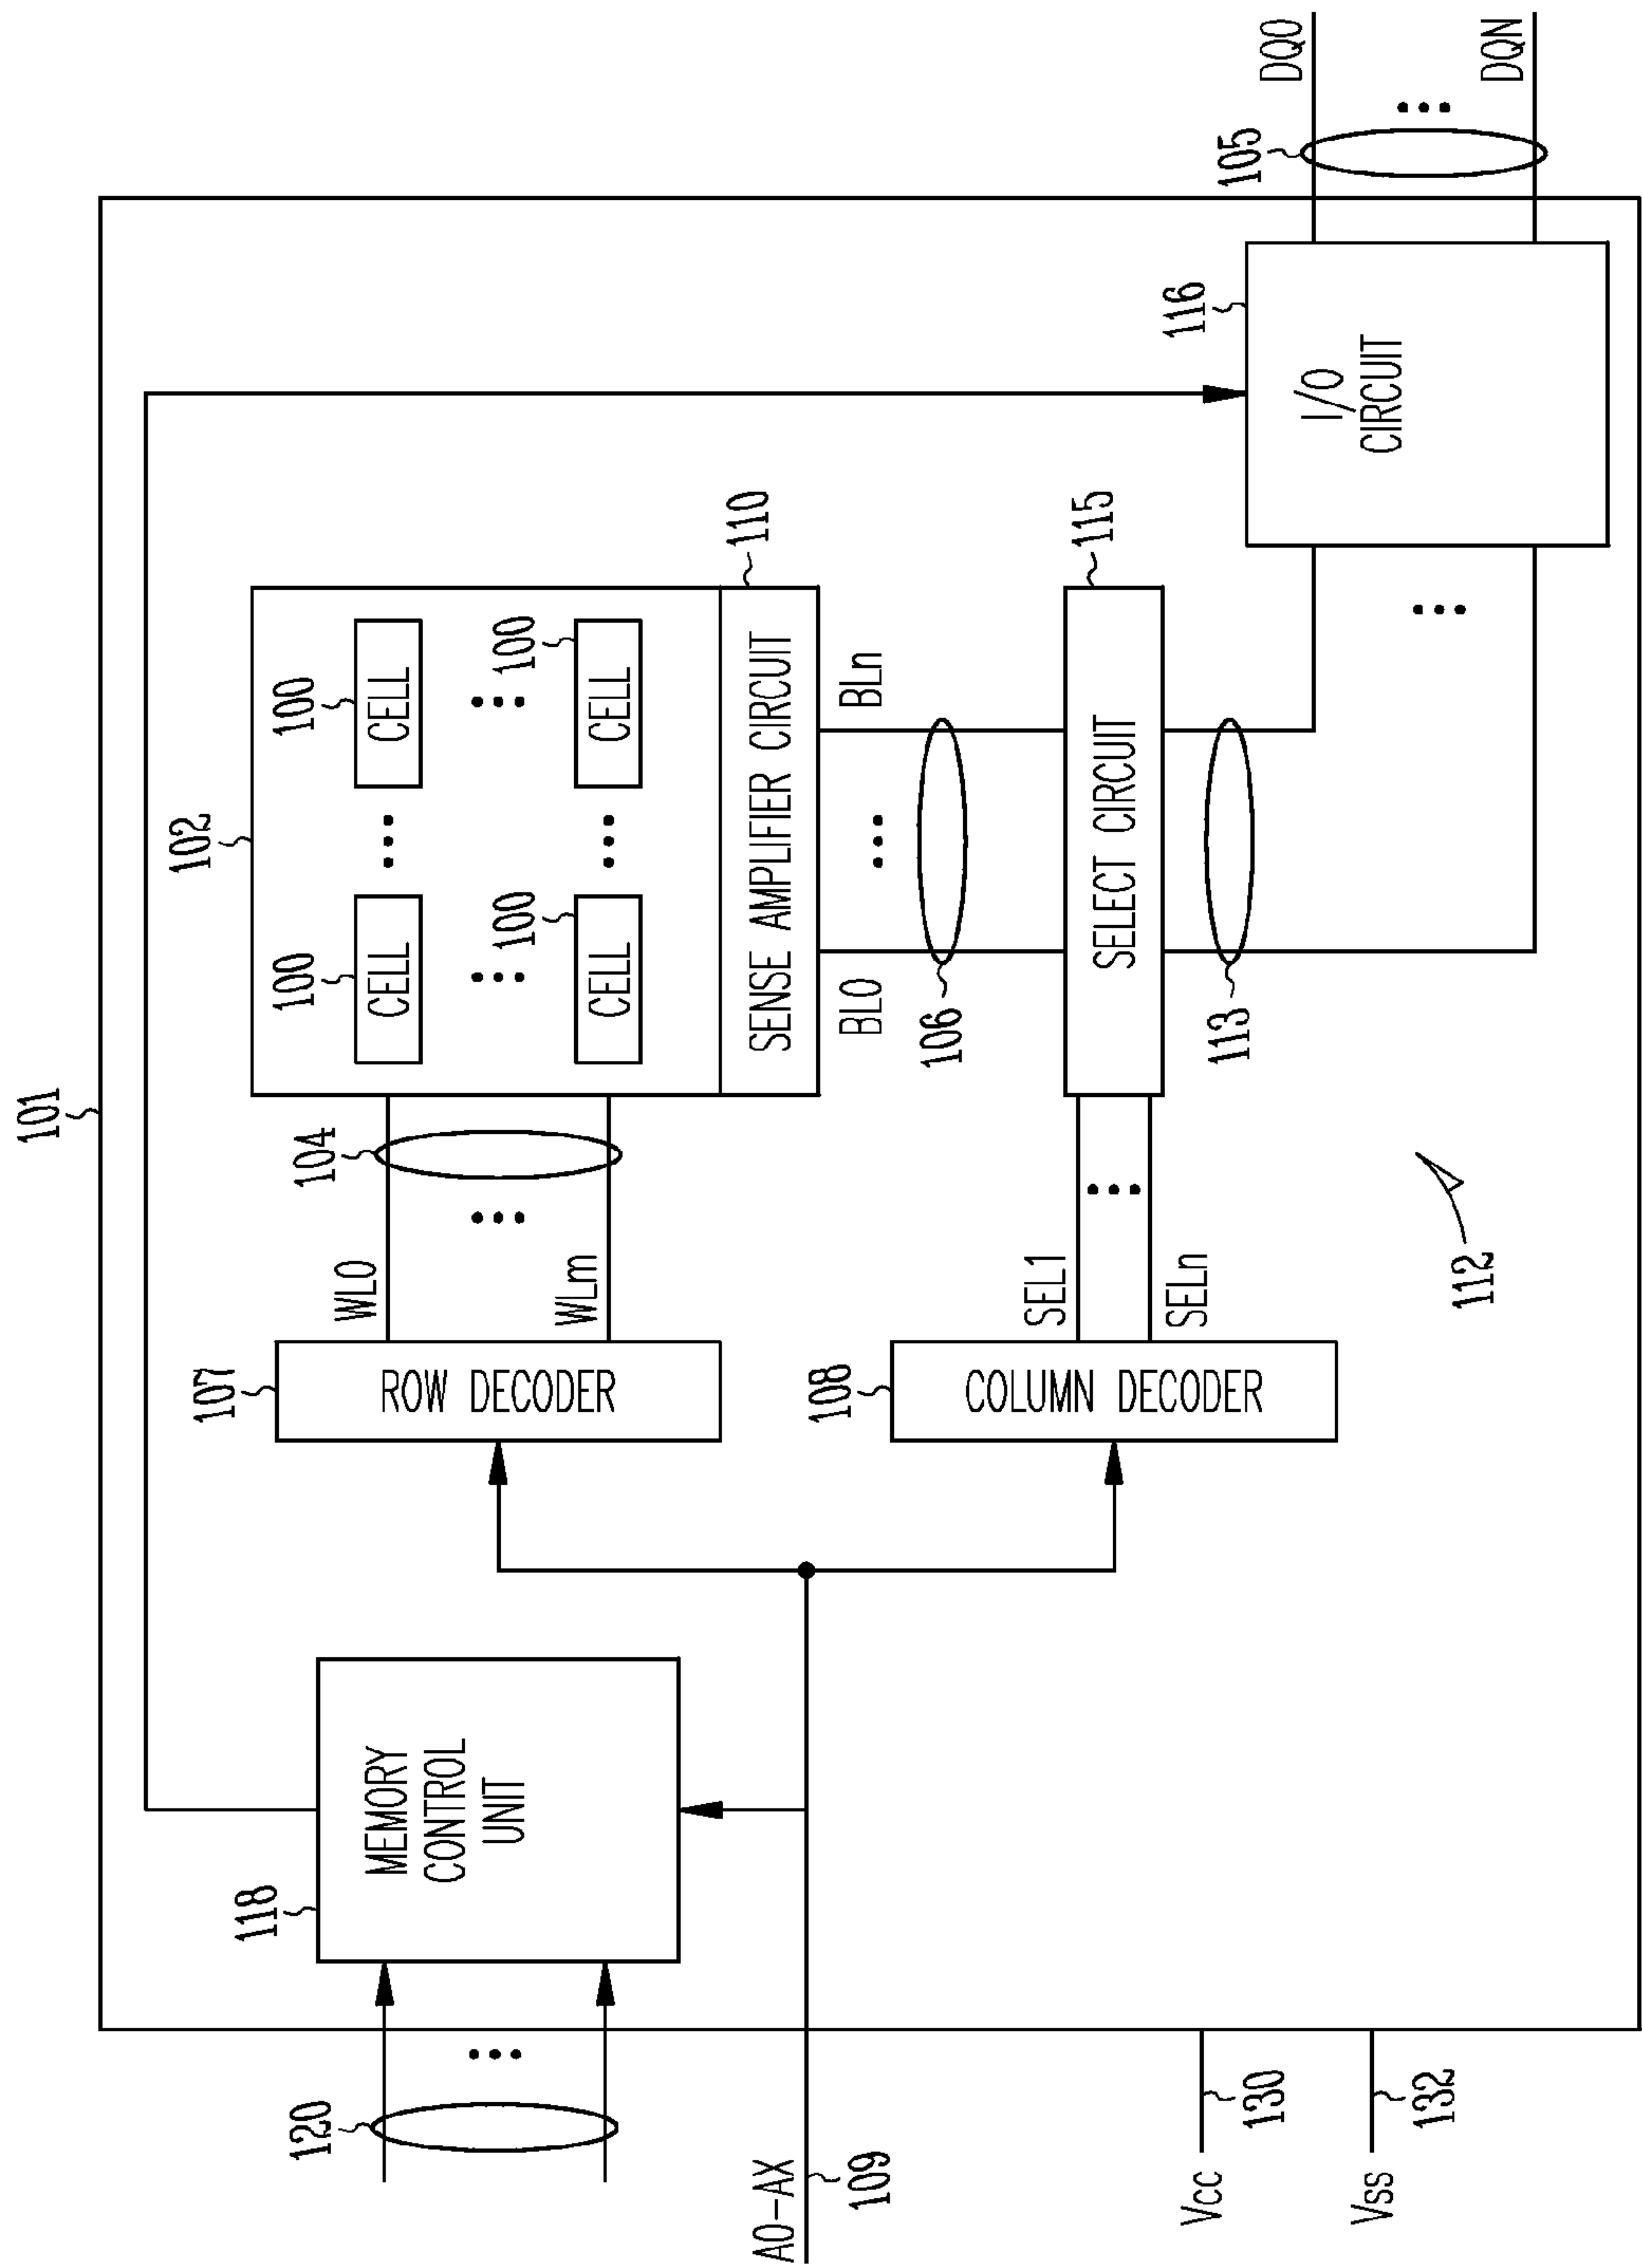 101
102
100
CELL
100
CELL
100
CELL
100
CELL
SENSE AMPLIFIER CIRCUIT
110
118
MEMORY
CONTROL
UNIT
120
107
ROW DECODER
WL0
WLm
104
BL0
BLn
106
A0-AX
109
108
COLUMN DECODER
SEL1
SELn
SELECT CIRCUIT
115
113
116
I/O
CIRCUIT
105
DQ0
DQN
Vcc
130
Vss
132
112